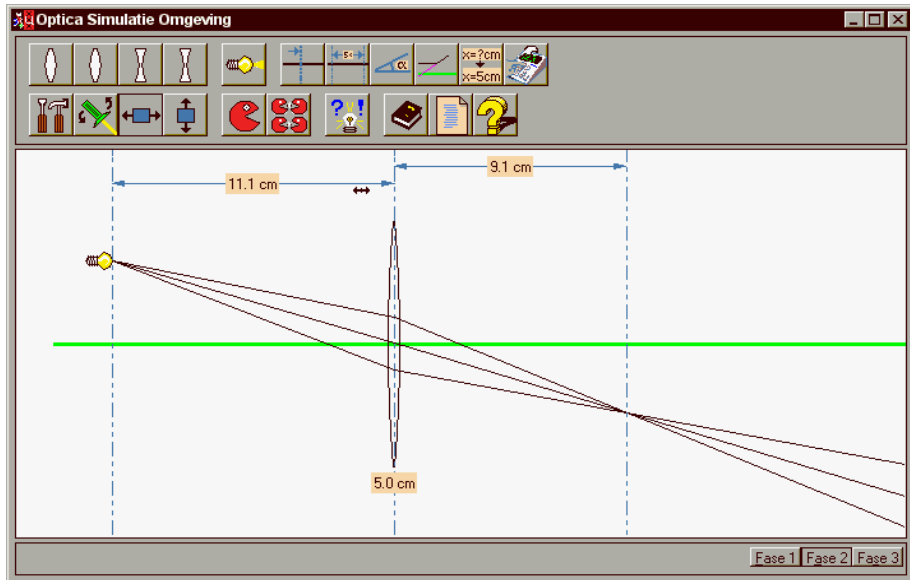 Optica Simulatie Omgeving
5<
α
x=?cm
x=5cm
?
!
11.1 cm
9.1 cm
5.0 cm
Fase 1 Fase 2 Fase 3